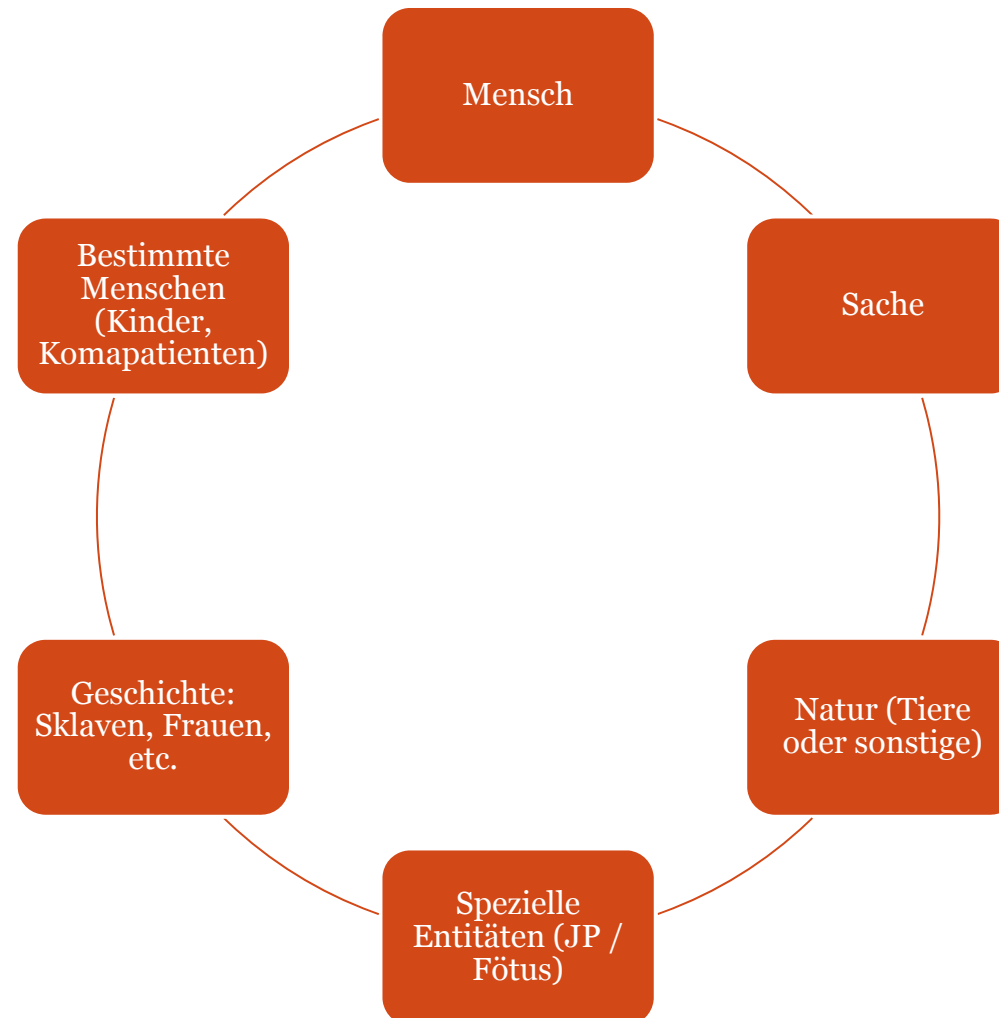 Mensch
Sache
Natur (Tiere
oder sonstige)
Spezielle
Entitäten (JP /
Fötus)
Geschichte:
Sklaven, Frauen,
etc.
Bestimmte
Menschen
(Kinder,
Komapatienten)